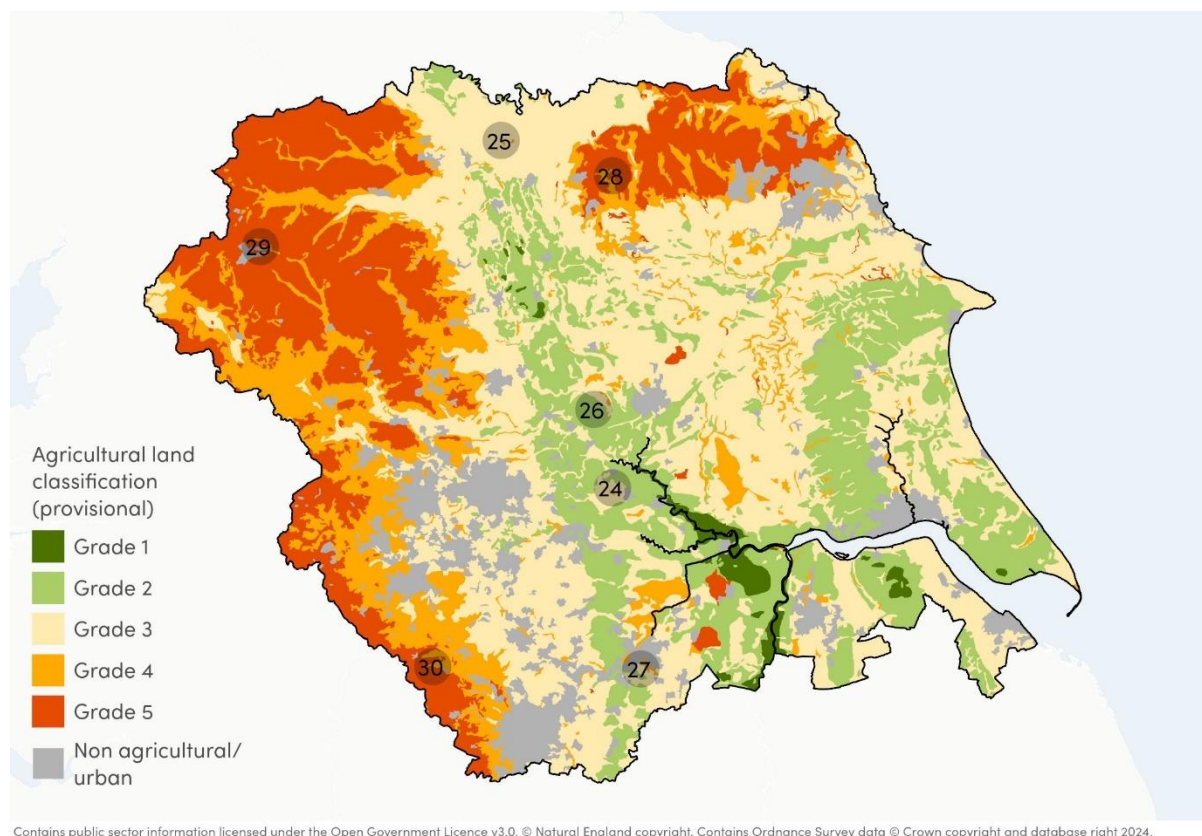 25
28
29
26
24
27
30
Agricultural land
classification
(provisional)
Grade 1
Grade 2
Grade 3
Grade 4
Grade 5
Non agricultural/
urban
Contains public sector information licensed under the Open Government Licence v3.0. © Natural England copyright. Contains Ordnance Survey data © Crown copyright and database right 2024.